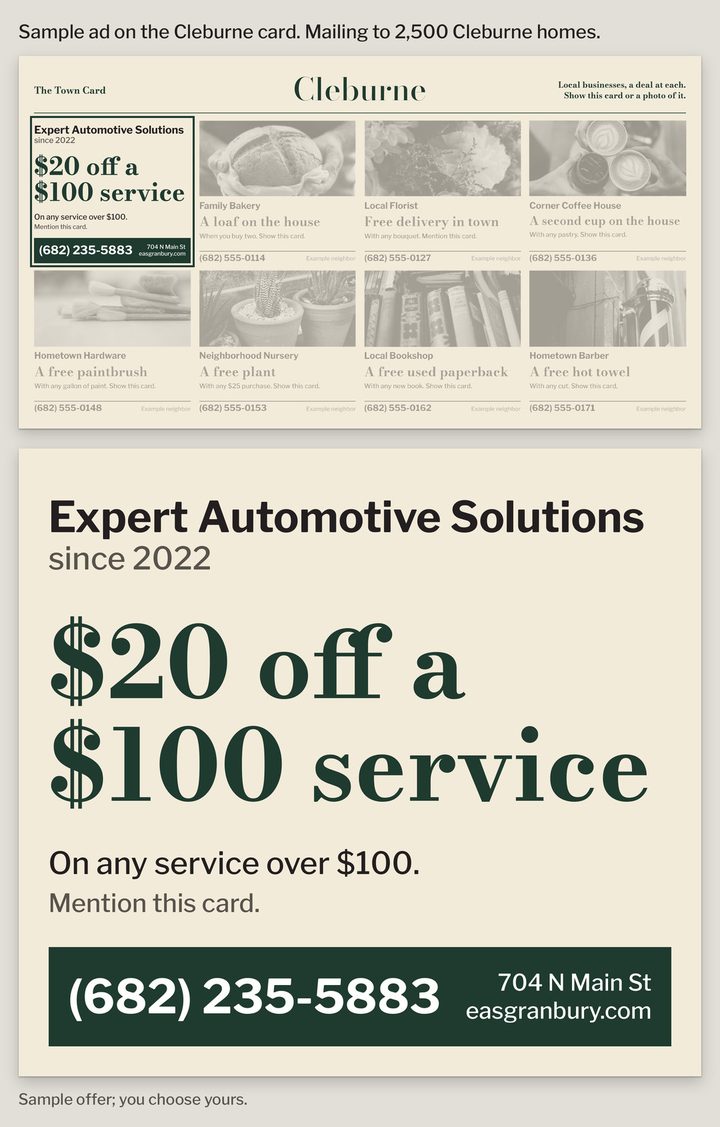 Sample ad on the Cleburne card. Mailing to 2,500 Cleburne homes.
The Town Card
Cleburne
Local businesses, a deal at each.
Show this card or a photo of it.
Expert Automotive Solutions
since 2022
$20 off a
$100 service
On any service over $100.
Mention this card.
(682) 235-5883
704 N Main St
easgranbury.com
Family Bakery
A loaf on the house
When you buy two. Show this card.
(682) 555-0114
Example neighbor
Local Florist
Free delivery in town
With any bouquet. Mention this card.
(682) 555-0127
Example neighbor
Corner Coffee House
A second cup on the house
With any pastry. Show this card.
(682) 555-0136
Example neighbor
Hometown Hardware
A free paintbrush
With any gallon of paint. Show this card.
(682) 555-0148
Example neighbor
Neighborhood Nursery
A free plant
With any $25 purchase. Show this card.
(682) 555-0153
Example neighbor
Local Bookshop
A free used paperback
With any new book. Show this card.
(682) 555-0162
Example neighbor
Hometown Barber
A free hot towel
With any cut. Show this card.
(682) 555-0171
Example neighbor
Expert Automotive Solutions
since 2022
$20 off a
$100 service
On any service over $100.
Mention this card.
(682) 235-5883
704 N Main St
easgranbury.com
Sample offer; you choose yours.